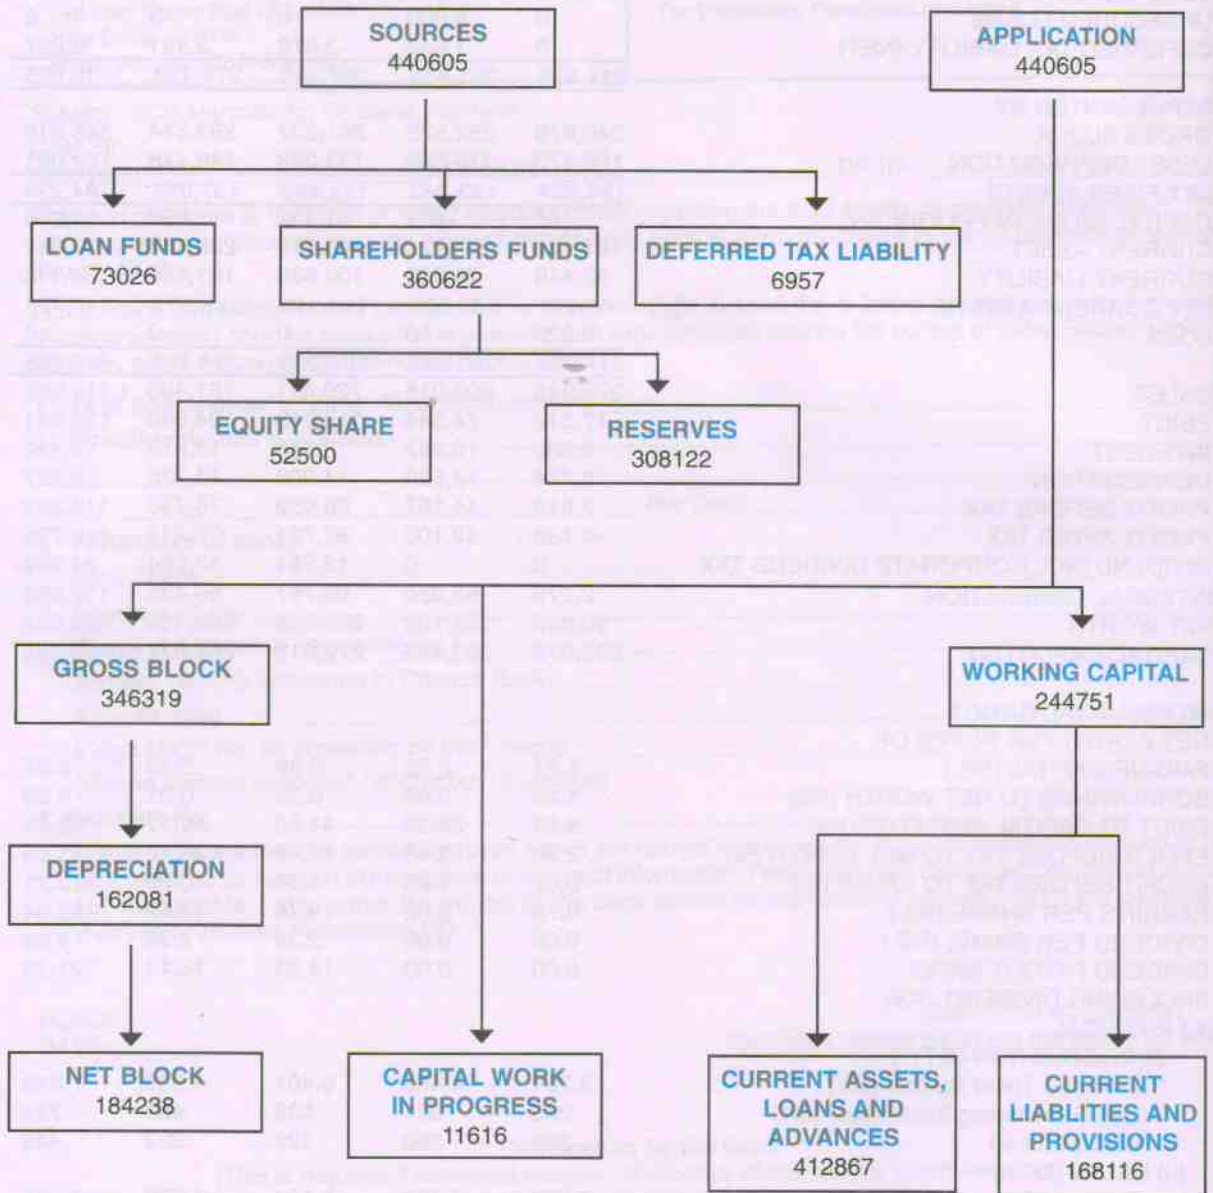 SOURCES
440605
APPLICATION
440605
LOAN FUNDS
73026
SHAREHOLDERS FUNDS
360622
DEFERRED TAX LIABILITY
6957
EQUITY SHARE
52500
RESERVES
308122
GROSS BLOCK
346319
WORKING CAPITAL
244751
DEPRECIATION
162081
NET BLOCK
184238
CAPITAL WORK
IN PROGRESS
11616
CURRENT ASSETS,
LOANS AND
ADVANCES
412867
CURRENT
LIABLITIES AND
PROVISIONS
168116